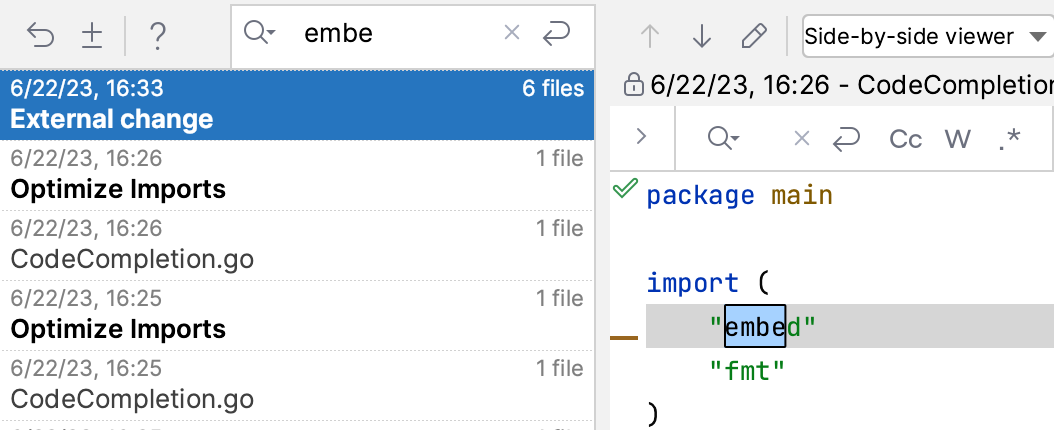 embe
6/22/23, 16:33 6 files
External change
6/22/23, 16:26 1 file
Optimize Imports
6/22/23, 16:26 1 file
CodeCompletion.go
6/22/23, 16:25 1 file
Optimize Imports
6/22/23, 16:25 1 file
CodeCompletion.go
Side-by-side viewer
6/22/23, 16:26 - CodeCompletion
Cc W .*
package main
import (
"embed"
"fmt"
)